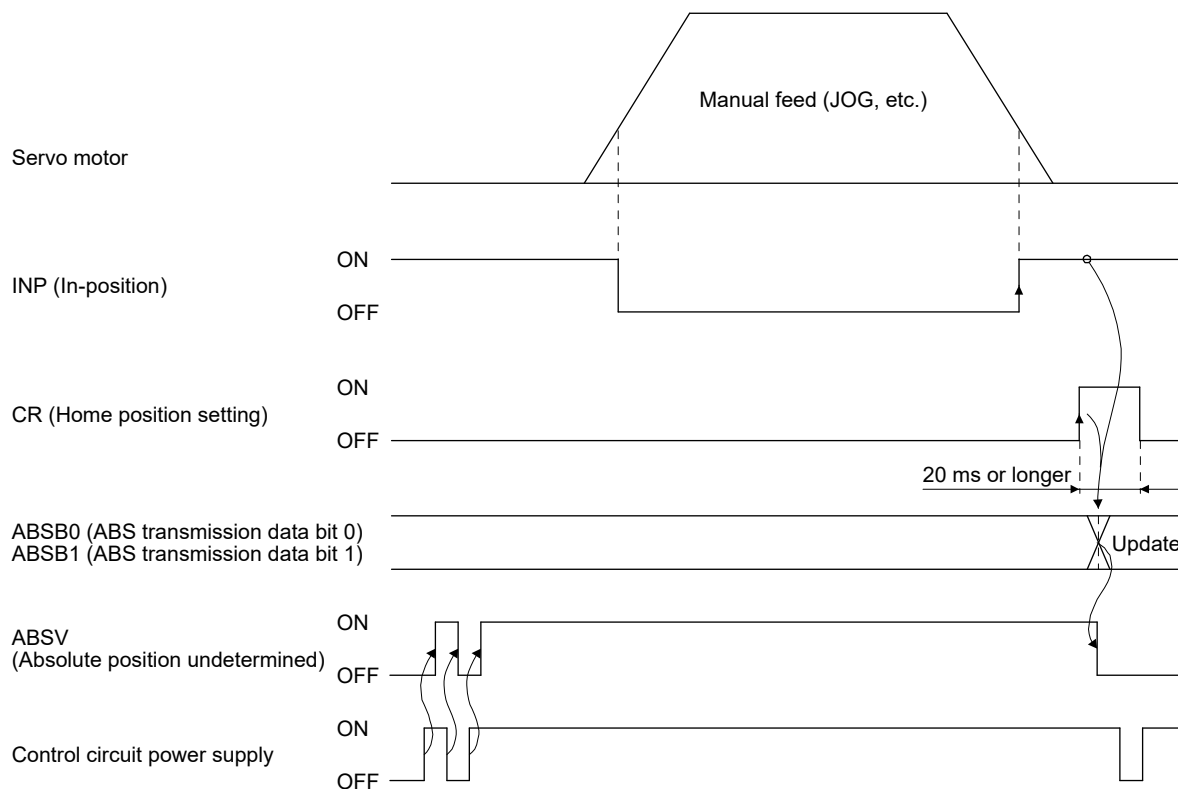 Manual feed (JOG, etc.)
Servo motor
ON
INP (In-position)
OFF
ON
CR (Home position setting)
OFF
20 ms or longer
ABSB0 (ABS transmission data bit 0)
ABSB1 (ABS transmission data bit 1)
Update
ON
ABSV
(Absolute position undetermined)
OFF
ON
Control circuit power supply
OFF